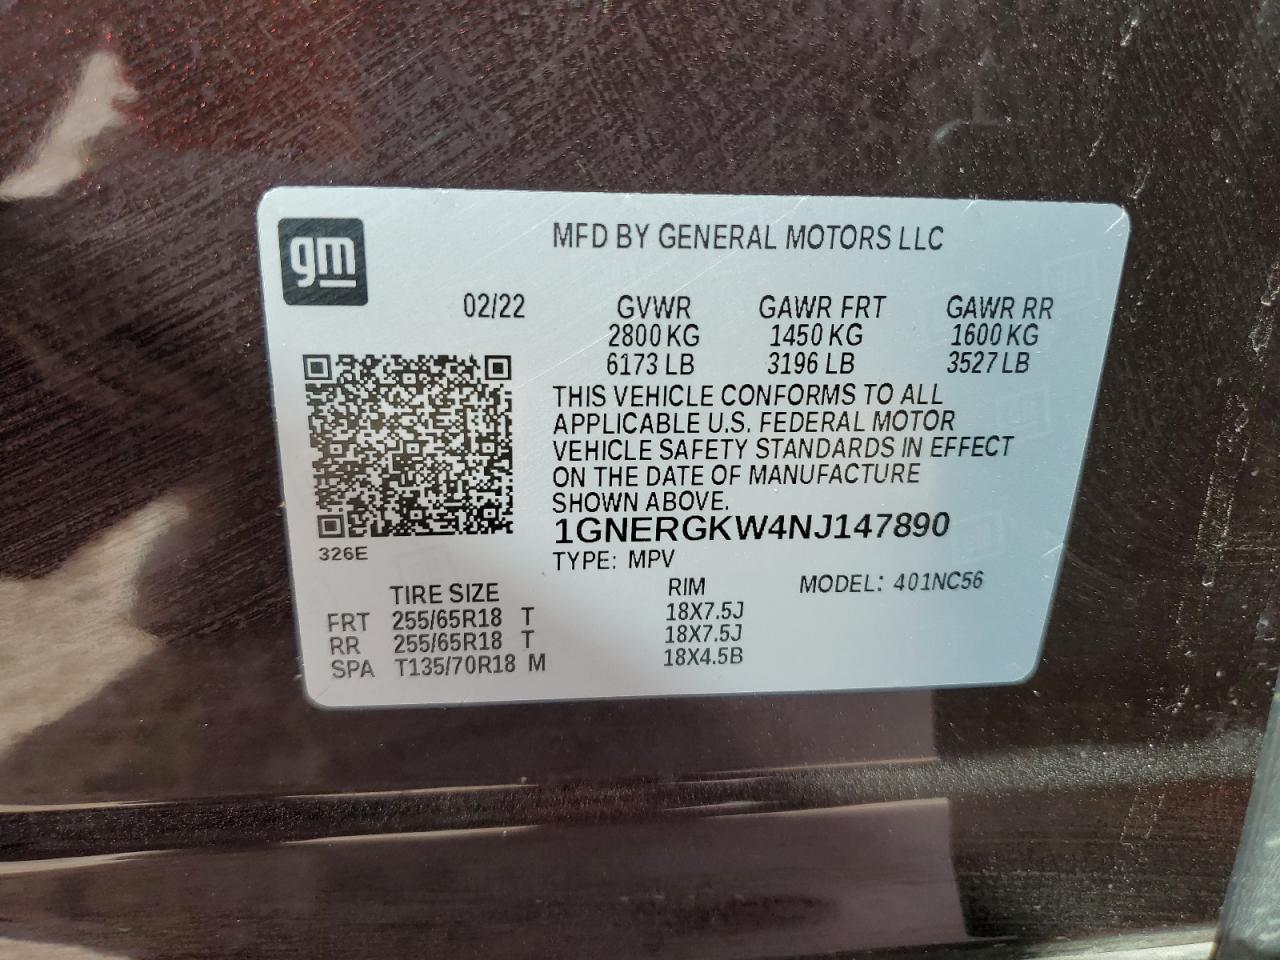 gm
MFD BY GENERAL MOTORS LLC
02/22 GVWR GAWR FRT GAWR RR
2800 KG 1450 KG 1600 KG
6173 LB 3196 LB 3527 LB
THIS VEHICLE CONFORMS TO ALL
APPLICABLE U.S. FEDERAL MOTOR
VEHICLE SAFETY STANDARDS IN EFFECT
ON THE DATE OF MANUFACTURE
SHOWN ABOVE.
1GNERGKW4NJ147890
326E
TYPE: MPV
MODEL: 401NC56
TIRE SIZE RIM
FRT 255/65R18 T 18X7.5J
RR 255/65R18 T 18X7.5J
SPA T135/70R18 M 18X4.5B